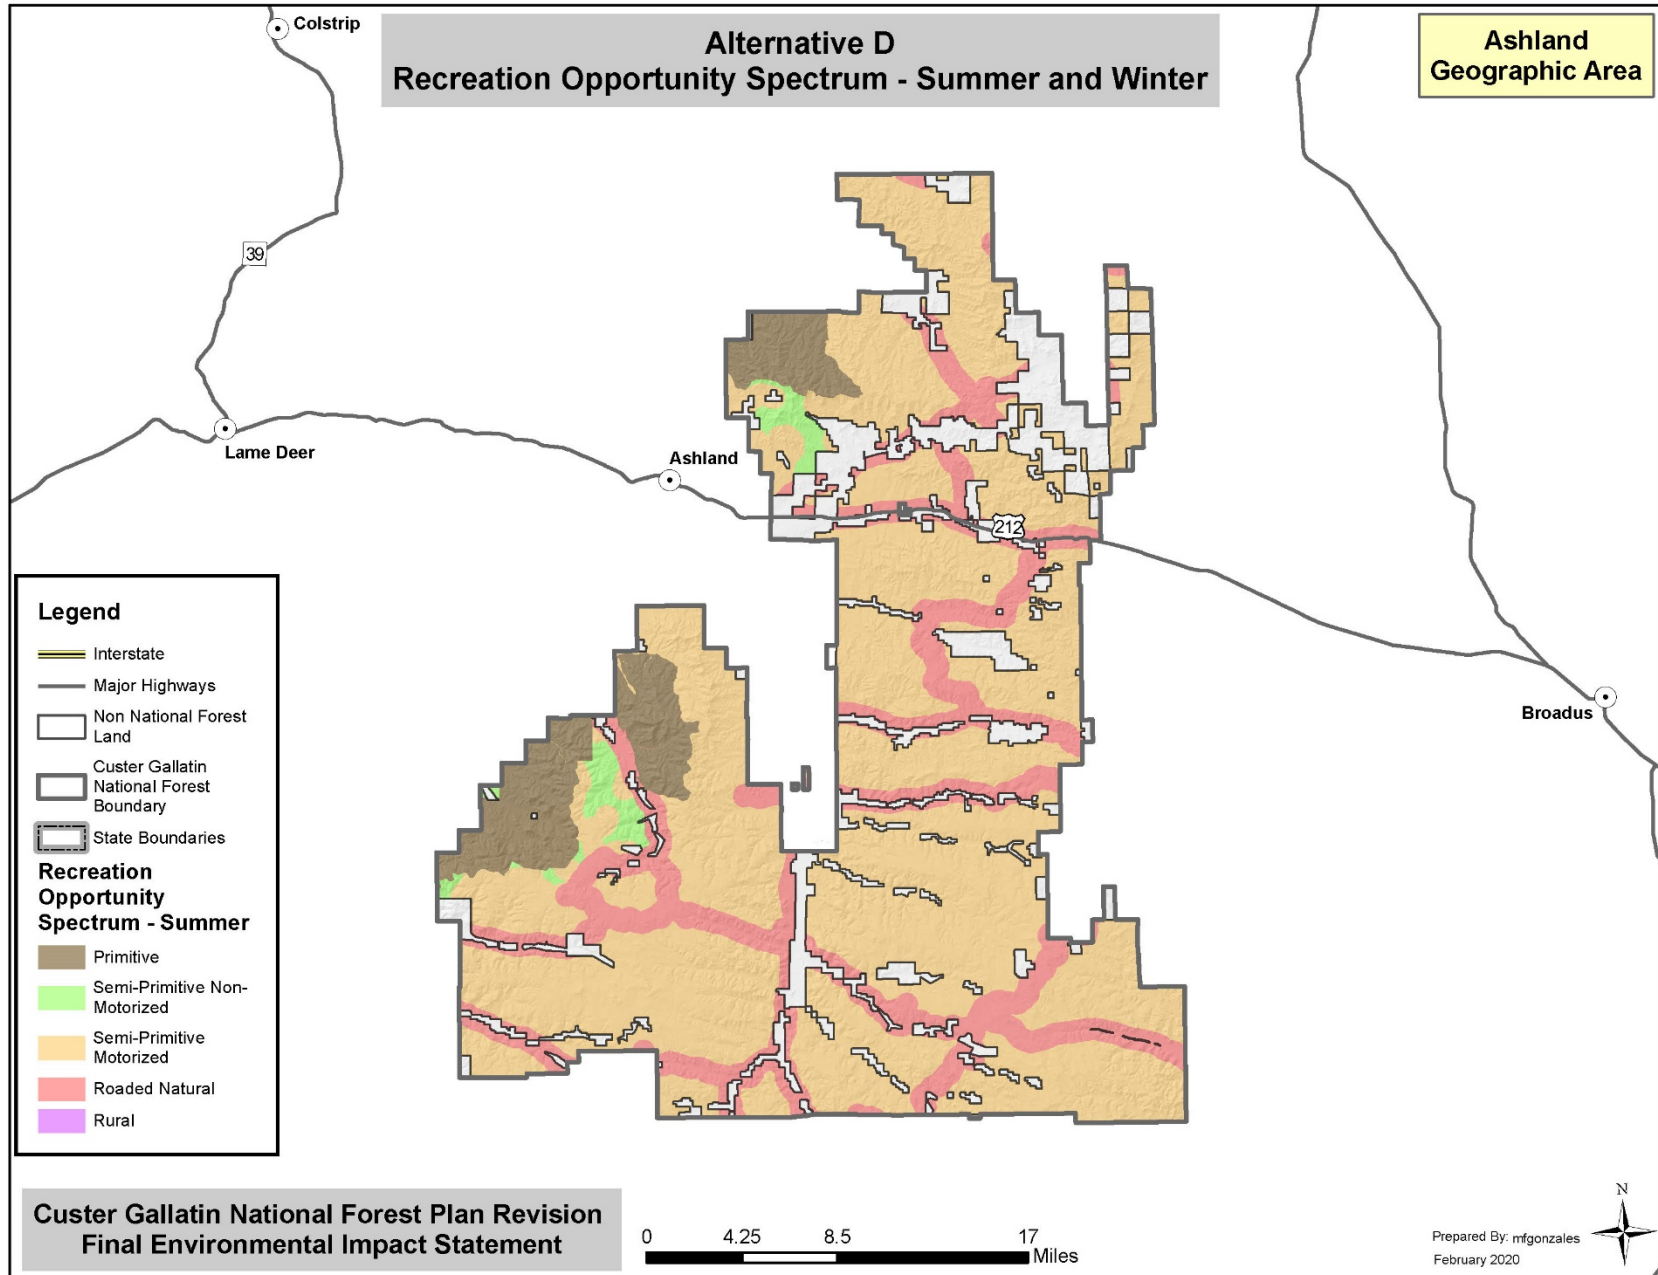 Alternative D
Recreation Opportunity Spectrum - Summer and Winter
Ashland
Geographic Area
Colstrip
39
Lame Deer
Ashland
212
Broadus
Legend
Interstate
Major Highways
Non National Forest
Land
Custer Gallatin
National Forest
Boundary
State Boundaries
Recreation
Opportunity
Spectrum - Summer
Primitive
Semi-Primitive Non-
Motorized
Semi-Primitive
Motorized
Roaded Natural
Rural
Custer Gallatin National Forest Plan Revision
Final Environmental Impact Statement
0 4.25 8.5 17
Miles
N
Prepared By: mfgonzales
February 2020